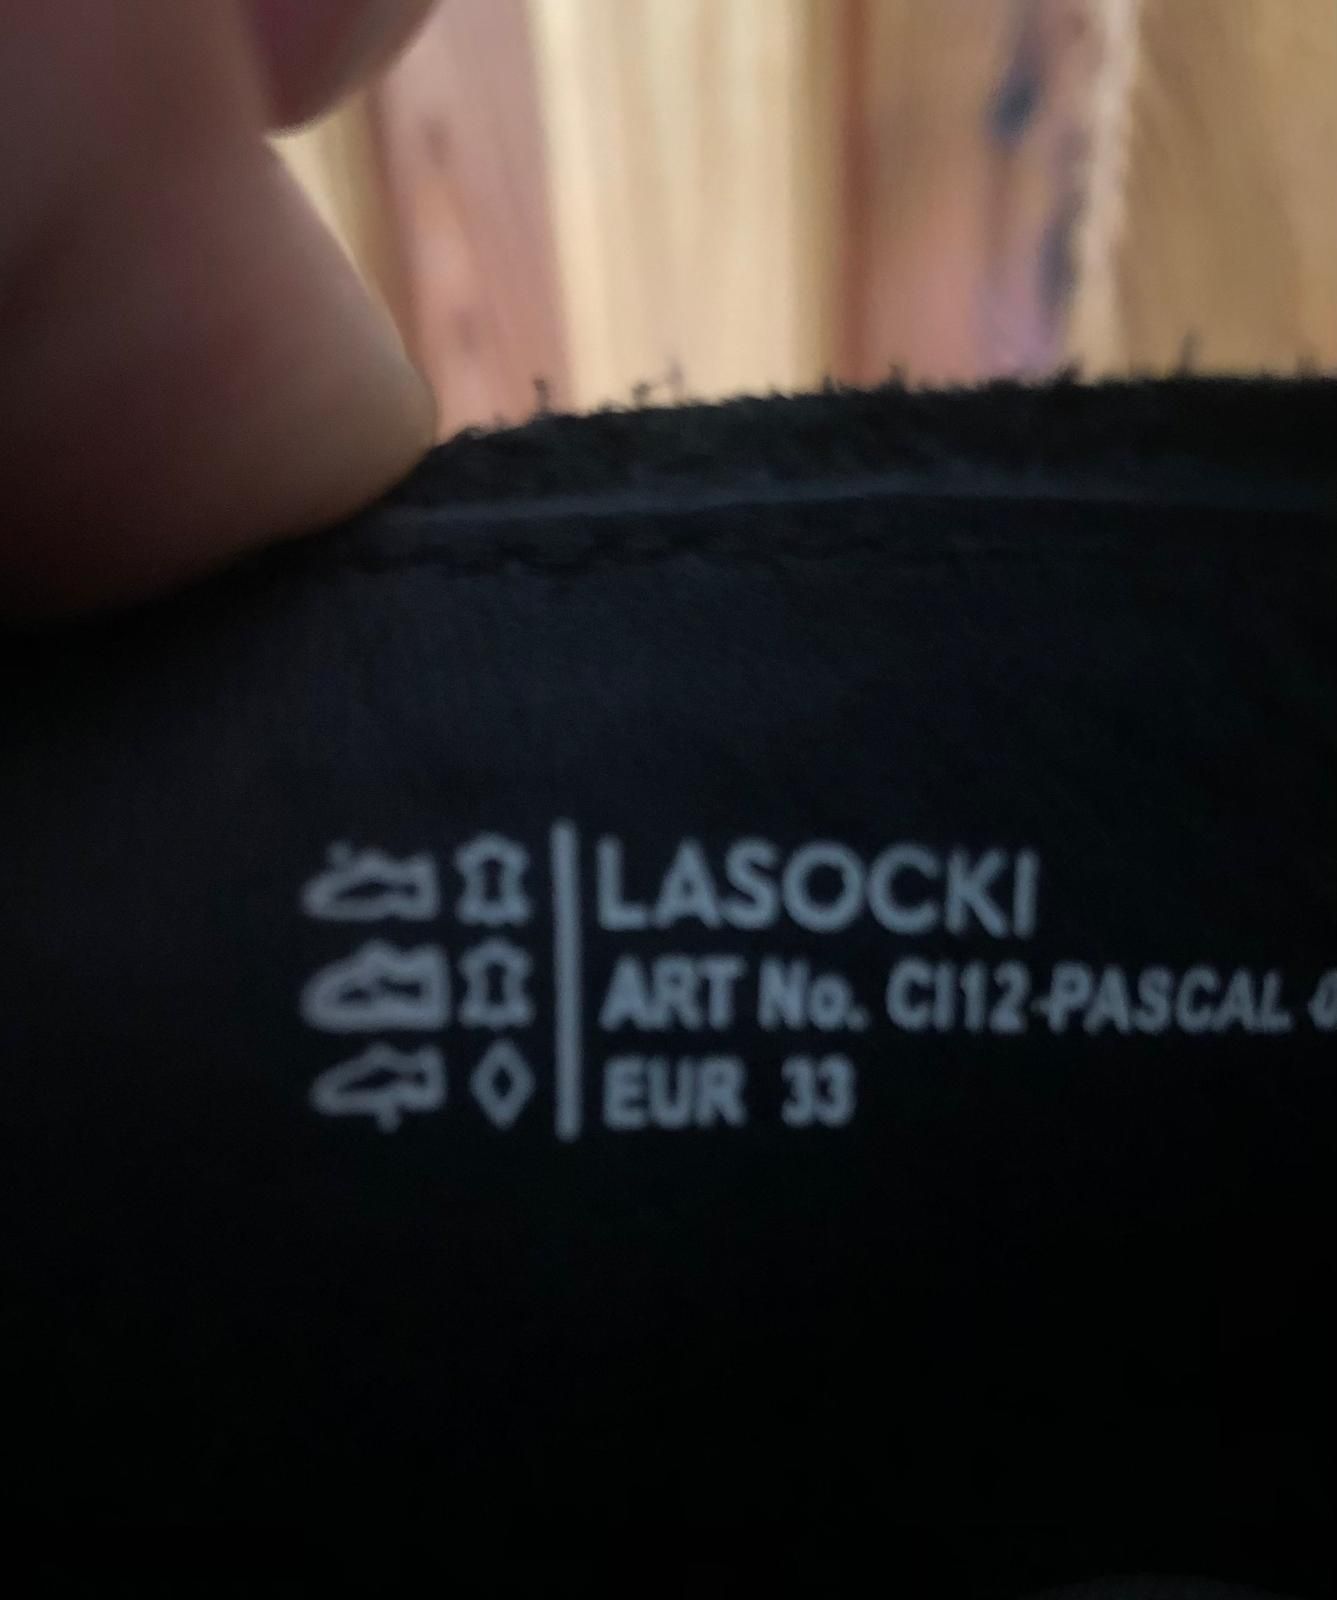 LASOCKI
ART No. CI12-PASCAL
EUR 33